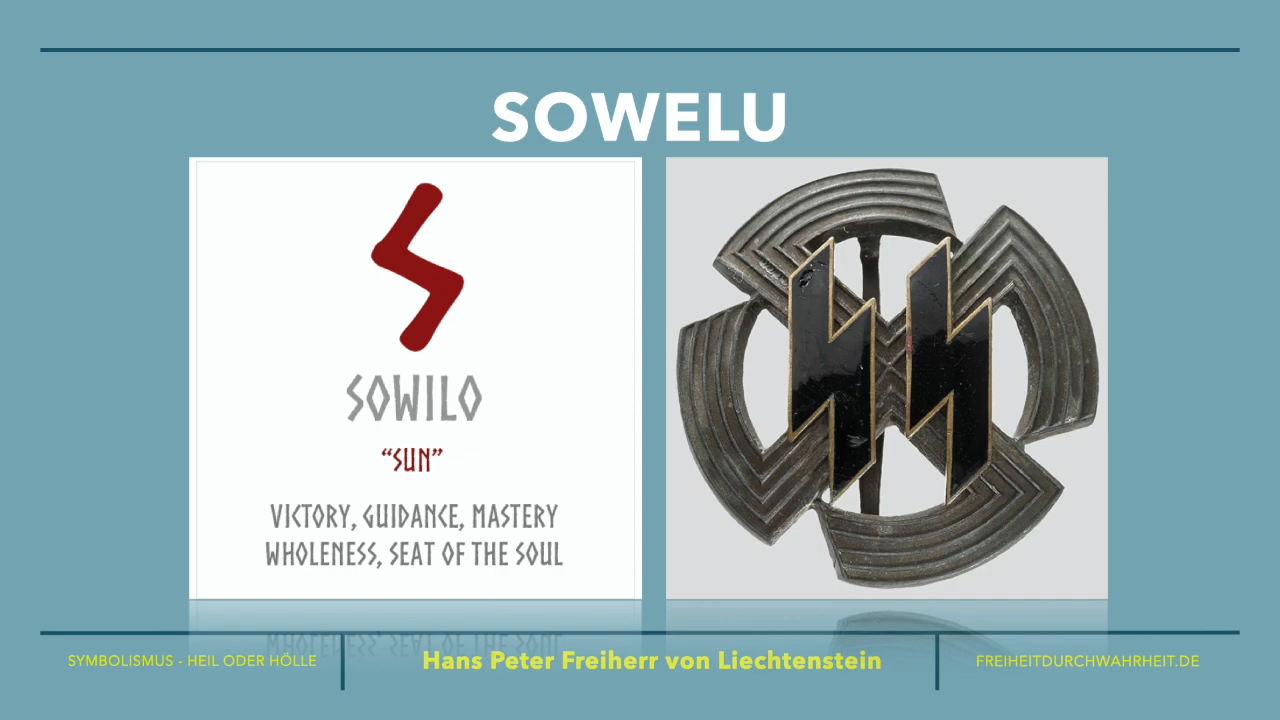 SOWELU
SOWILO
“SUN”
VICTORY, GUIDANCE, MASTERY
WHOLENESS, SEAT OF THE SOUL
SYMBOLISMUS - HEIL ODER HÖLLE
Hans Peter Freiherr von Liechtenstein
FREIHEITDURCHWAHRHEIT.DE